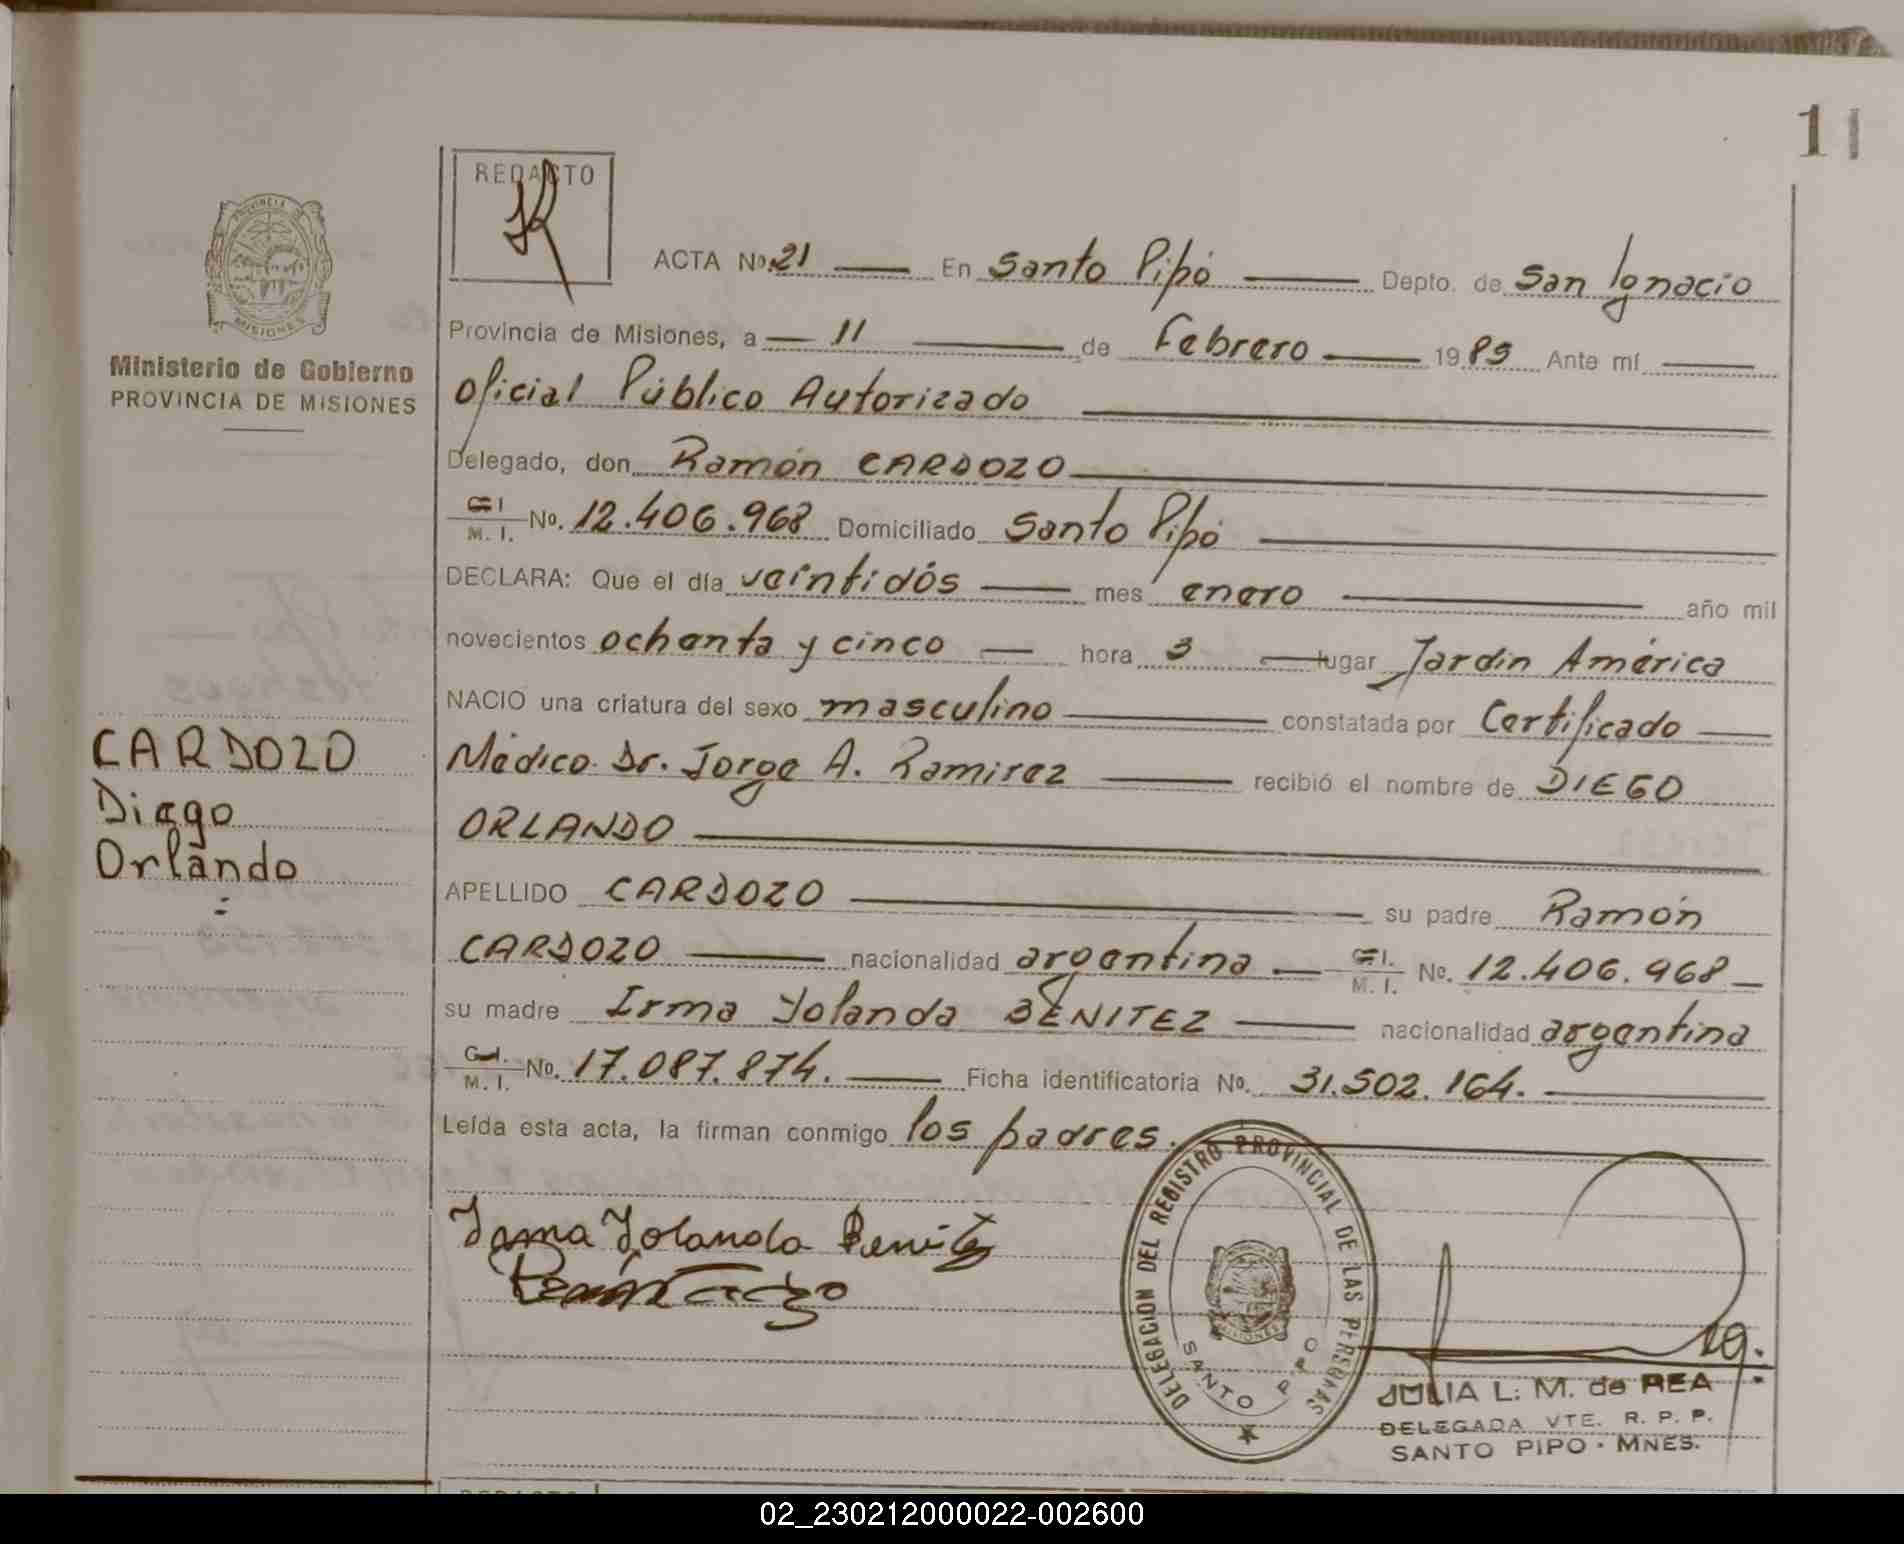 11
REDACTO
ACTA No. 21 En Santo Pipó Depto. de San Ignacio
PROVINCIA DE
MISIONES
Ministerio de Gobierno
PROVINCIA DE MISIONES
Provincia de Misiones, a 11 de Febrero 1985 Ante mí
Oficial Público Autorizado
Delegado, don Ramón CARDOZO
C. I. M. I. No. 12.406.968 Domiciliado Santo Pipó
DECLARA: Que el día veintidós mes enero año mil
novecientos ochenta y cinco hora 3 lugar Jardín América
NACIO una criatura del sexo masculino constatada por Certificado
Médico Dr. Jorge A. Ramirez recibió el nombre de DIEGO
ORLANDO
CARDOZO
Diego
Orlando
APELLIDO CARDOZO su padre Ramón
CARDOZO nacionalidad argentina C. I. M. I. No. 12.406.968
su madre Irma Yolanda BENITEZ nacionalidad argentina
C. I. M. I. No. 17.087.874. Ficha identificatoria No. 31.502.164.
Leída esta acta, la firman conmigo los padres.
Irma Yolanda Benitez
DELEGACION DEL REGISTRO PROVINCIAL DE LAS PERSONAS
MISIONES
SANTO PIPO
JULIA L. M. de REA
DELEGADA VTE. R. P. P.
SANTO PIPO - MNES.
REDACTO
02_230212000022-002600